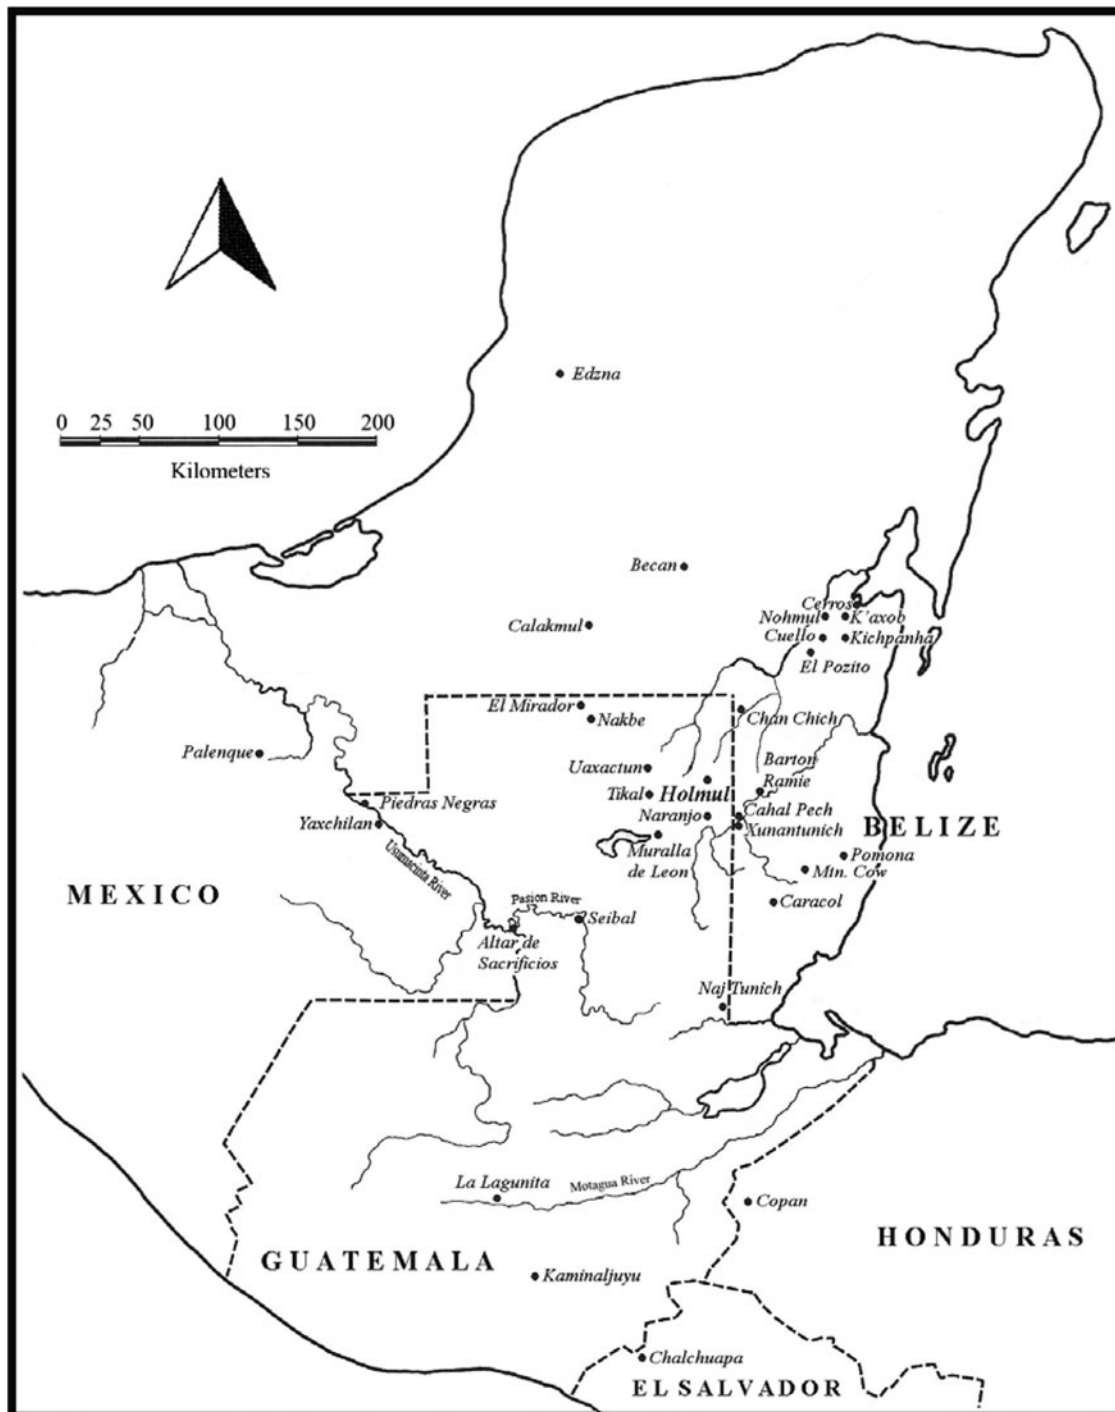 Edzna
0 25 50 100 150 200
Kilometers
Becan
Cerros
Nohmul
K'axob
Calakmul
Cuello
Kichpanha
El Pozito
El Mirador
Nakbe
Chan Chich
Palenque
Uaxactun
Barton
Ramie
Tikal
Holmul
Piedras Negras
Naranjo
Cahal Pech
Yaxchilan
Xunantunich
BELIZE
Muralla
de Leon
Pomona
Mtn. Cow
Usumacinta River
MEXICO
Pasion River
Caracol
Seibal
Altar de
Sacrificios
Naj Tunich
La Lagunita
Motagua River
Copan
HONDURAS
GUATEMALA
Kaminaljuyu
Chalchuapa
EL SALVADOR